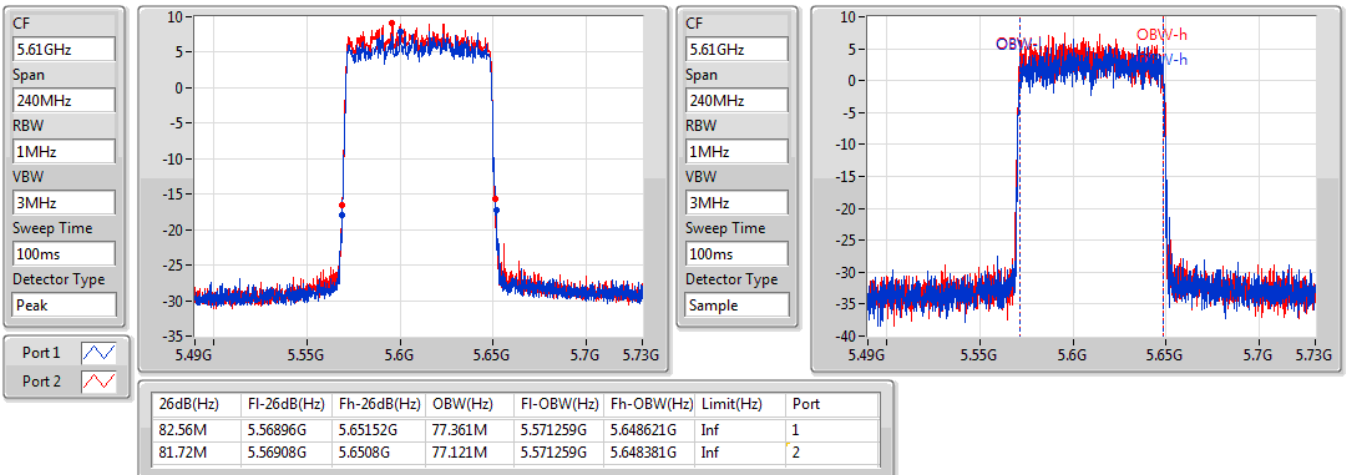 CF
5.61GHz
Span
240MHz
RBW
1MHz
VBW
3MHz
Sweep Time
100ms
Detector Type
Peak
Port 1
Port 2
10
5
0
-5
-10
-15
-20
-25
-30
-35
5.49G 5.55G 5.6G 5.65G 5.7G 5.73G
CF
5.61GHz
Span
240MHz
RBW
1MHz
VBW
3MHz
Sweep Time
100ms
Detector Type
Sample
10
5
0
-5
-10
-15
-20
-25
-30
-35
-40
OBW-h
5.49G 5.55G 5.6G 5.65G 5.7G 5.73G
26dB(Hz) Fl-26dB(Hz) Fh-26dB(Hz) OBW(Hz) Fl-OBW(Hz) Fh-OBW(Hz) Limit(Hz) Port
82.56M 5.56896G 5.65152G 77.361M 5.571259G 5.648621G Inf 1
81.72M 5.56908G 5.6508G 77.121M 5.571259G 5.648381G Inf 2